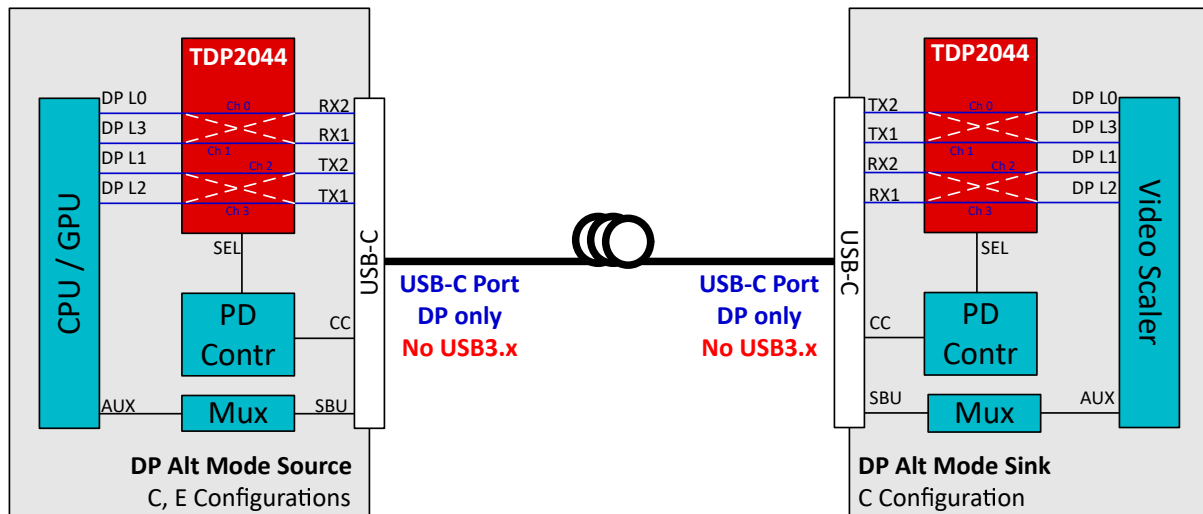 TDP2044
DP L0
Ch 0
RX2
DP L3
Ch 1
RX1
DP L1
Ch 2
TX2
DP L2
Ch 3
TX1
CPU / GPU
USB-C
SEL
PD
Contr
CC
AUX
Mux
SBU
DP Alt Mode Source
C, E Configurations
USB-C Port
DP only
No USB3.x
USB-C Port
DP only
No USB3.x
TDP2044
TX2
Ch 0
DP L0
TX1
Ch 1
DP L3
RX2
Ch 2
DP L1
RX1
Ch 3
DP L2
USB-C
Video Scaler
SEL
CC
PD
Contr
SBU
Mux
AUX
DP Alt Mode Sink
C Configuration